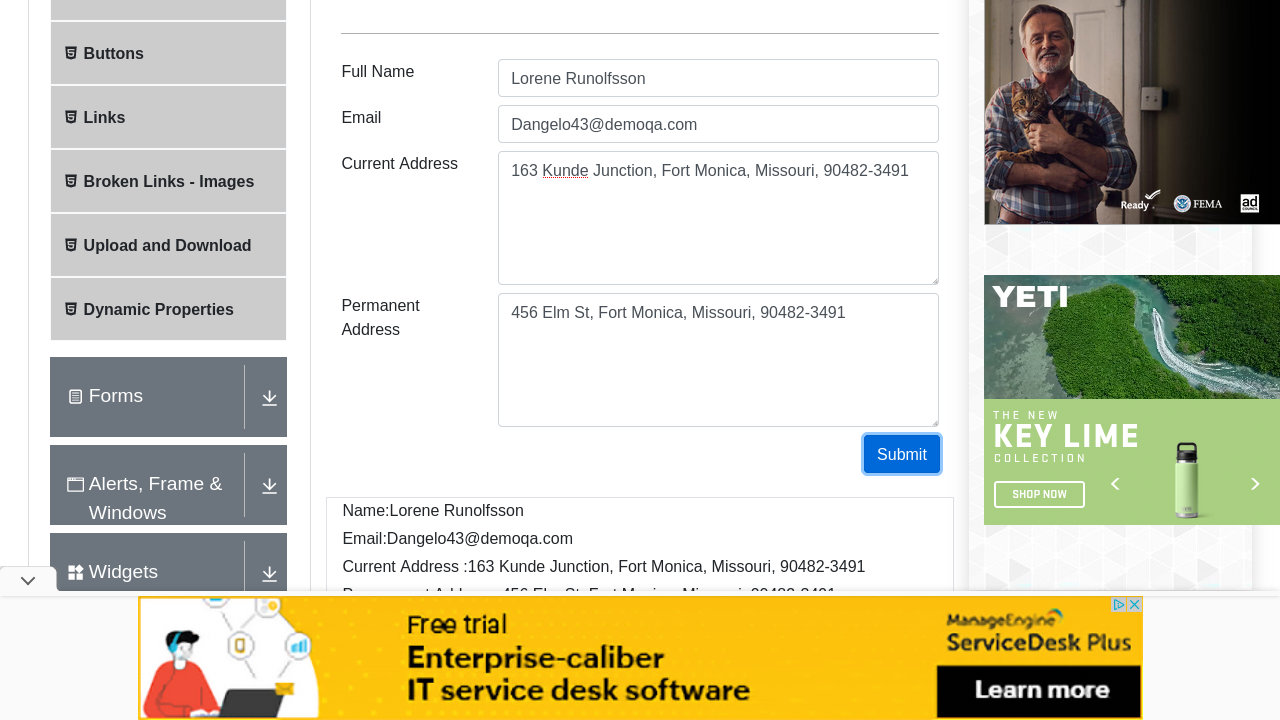 Buttons
Links
Broken Links - Images
Upload and Download
Dynamic Properties
Forms
Alerts, Frame &
Windows
Widgets
Full Name
Lorene Runolfsson
Email
Dangelo43@demoqa.com
Current Address
163 Kunde Junction, Fort Monica, Missouri, 90482-3491
Permanent
Address
456 Elm St, Fort Monica, Missouri, 90482-3491
Submit
Name:Lorene Runolfsson
Email:Dangelo43@demoqa.com
Current Address :163 Kunde Junction, Fort Monica, Missouri, 90482-3491
Ready
FEMA
ad
COUNCIL
YETI
THE NEW
KEY LIME
COLLECTION
SHOP NOW
Free trial
Enterprise-caliber
IT service desk software
ManageEngine
ServiceDesk Plus
Learn more